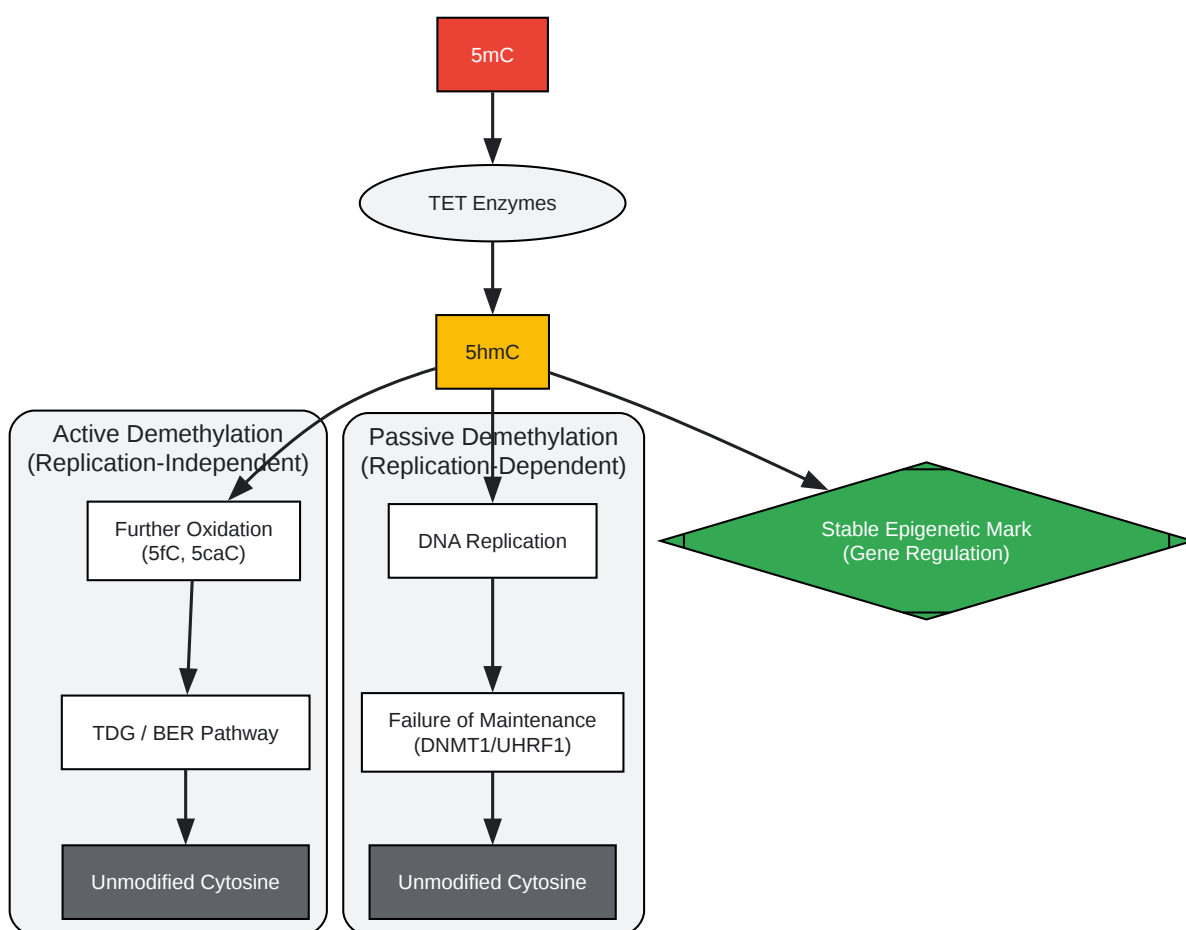 5mC
TET Enzymes
5hmC
Active Demethylation
(Replication-Independent)
Further Oxidation
(5fC, 5caC)
TDG / BER Pathway
Unmodified Cytosine
Passive Demethylation
(Replication-Dependent)
DNA Replication
Failure of Maintenance
(DNMT1/UHRF1)
Unmodified Cytosine
Stable Epigenetic Mark
(Gene Regulation)